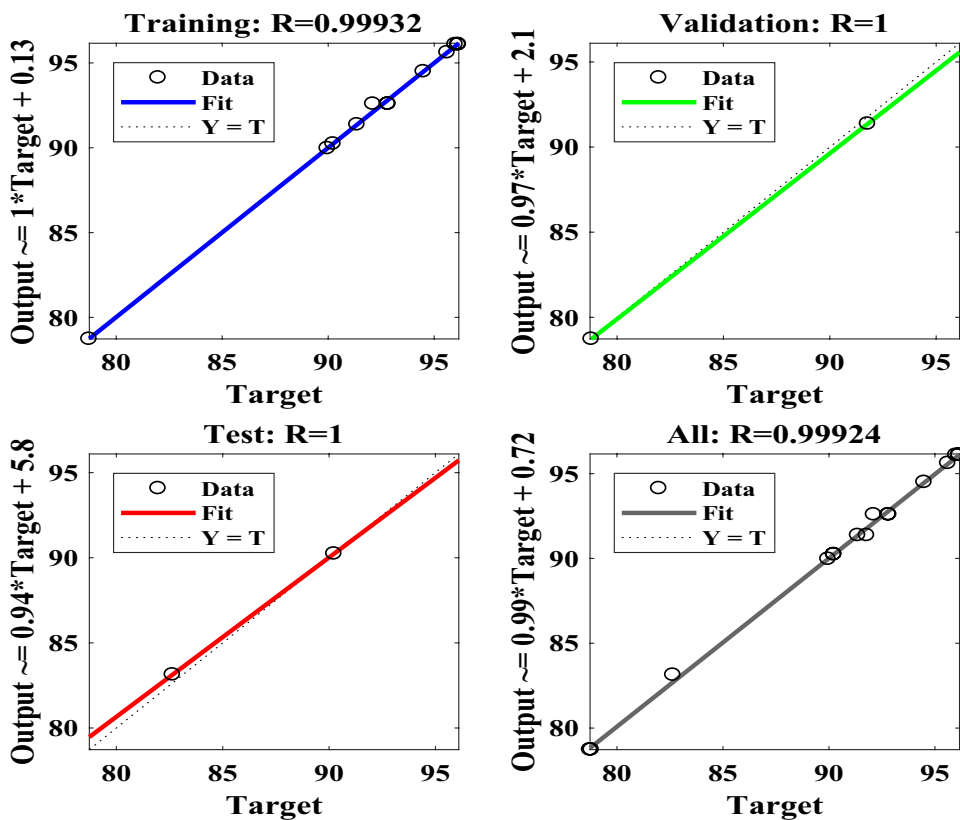 Training: R=0.99932
Output ~= 1*Target + 0.13
95
90
85
80
Data
Fit
Y = T
80
85
90
95
Target
Validation: R=1
Output ~= 0.97*Target + 2.1
95
90
85
80
Data
Fit
Y = T
80
85
90
95
Target
Test: R=1
Output ~= 0.94*Target + 5.8
95
90
85
80
Data
Fit
Y = T
80
85
90
95
Target
All: R=0.99924
Output ~= 0.99*Target + 0.72
95
90
85
80
Data
Fit
Y = T
80
85
90
95
Target